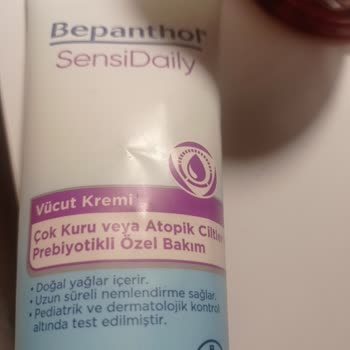 Bepanthol
SensiDaily
Vücut Kremi
Çok Kuru veya Atopik Ciltler
Prebiyotikli Özel Bakım
• Doğal yağlar içerir.
• Uzun süreli nemlendirme sağlar.
• Pediatrik ve dermatolojik kontrol
altında test edilmiştir.